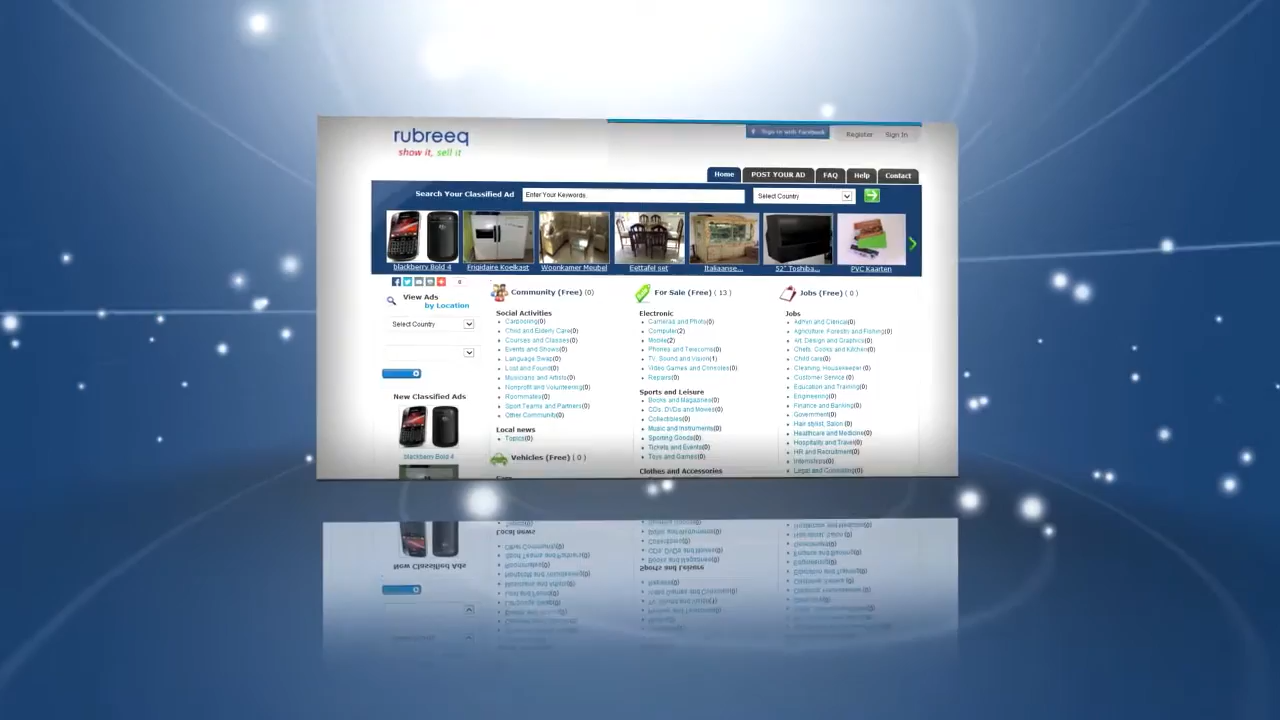 rubreeq
show it, sell it
Sign in with Facebook
Register
Sign In
Home
POST YOUR AD
FAQ
Help
Contact
Search Your Classified Ad
Enter Your Keywords
Select Country
blackberry Bold 4
Frigidaire Koelkast
Woonkamer Meubel
Eettafel set
Italiaanse...
52" Toshiba...
PVC Kaarten
0
View Ads
by Location
Select Country
New Classified Ads
blackberry Bold 4
Community (Free) (0)
Social Activities
Carpooling(0)
Child and Elderly Care(0)
Courses and Classes(0)
Events and Shows(0)
Language Swap(0)
Lost and Found(0)
Musicians and Artists(0)
Nonprofit and Volunteering(0)
Roommates(0)
Sport Teams and Partners(0)
Other Community(0)
Local news
Topics(0)
Vehicles (Free) ( 0 )
For Sale (Free) ( 13 )
Electronic
Cameras and Photo(0)
Computer(2)
Mobile(2)
Phones and Telecoms(0)
TV, Sound and Vision(1)
Video Games and Consoles(0)
Repairs(0)
Sports and Leisure
Books and Magazines(0)
CDs, DVDs and Movies(0)
Collectibles(0)
Music and Instruments(0)
Sporting Goods(0)
Tickets and Events(0)
Toys and Games(0)
Clothes and Accessories
Jobs (Free) ( 0 )
Jobs
Admin and Clerical(0)
Agriculture, Forestry and Fishing(0)
Art, Design and Graphics(0)
Chefs, Cooks and Kitchen(0)
Child care(0)
Cleaning, Housekeeper (0)
Customer Service (0)
Education and Training(0)
Engineering(0)
Finance and Banking(0)
Government(0)
Hair stylist, Salon (0)
Healthcare and Medicine(0)
Hospitality and Travel(0)
HR and Recruitment(0)
Internships(0)
Legal and Counseling(0)